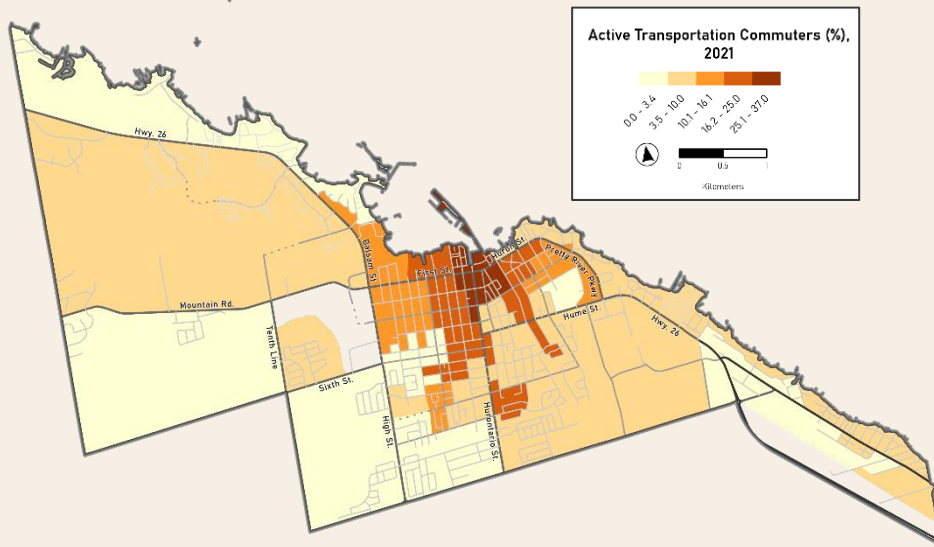 Active Transportation Commuters (%),
2021
0.0 - 3.4
3.5 - 10.0
10.1 - 16.1
16.2 - 25.0
25.1 - 37.0
0
0.5
1
Kilometers
Hwy. 26
Balsam St.
First St.
Huron St.
Pretty River Pkwy
Mountain Rd.
Hume St.
Hwy. 26
Tenth Line
Sixth St.
High St.
Hurontario St.